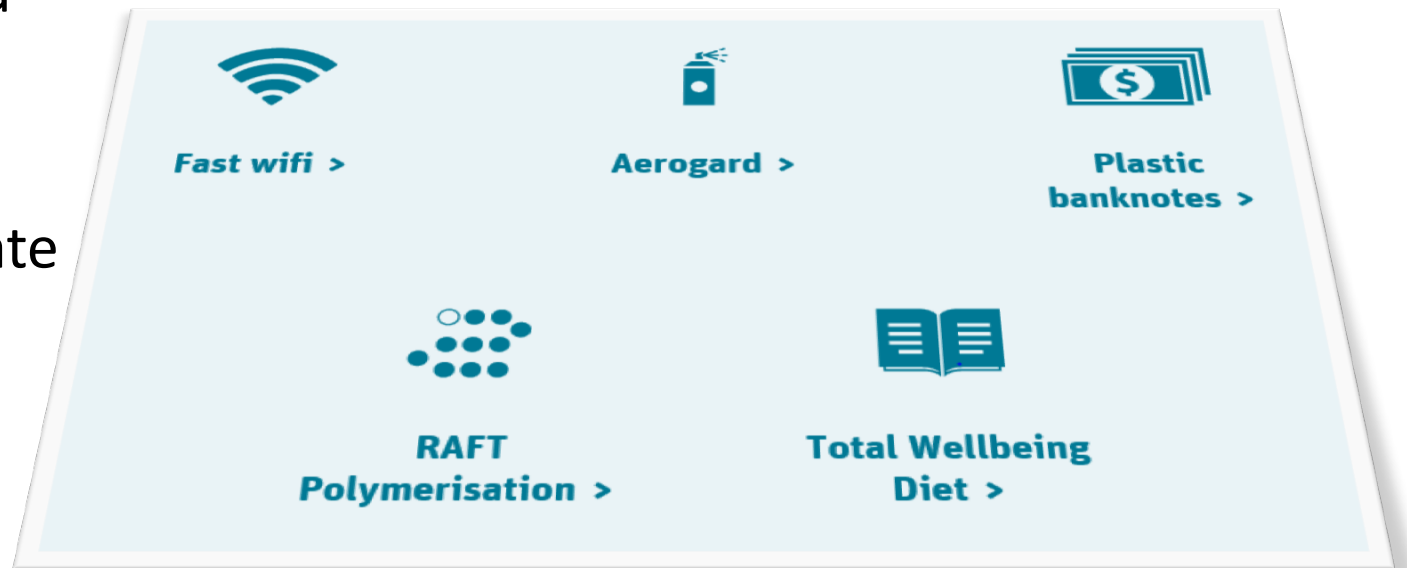 Fast wifi >
Aerogard >
Plastic
banknotes >
RAFT
Polymerisation >
Total Wellbeing
Diet >